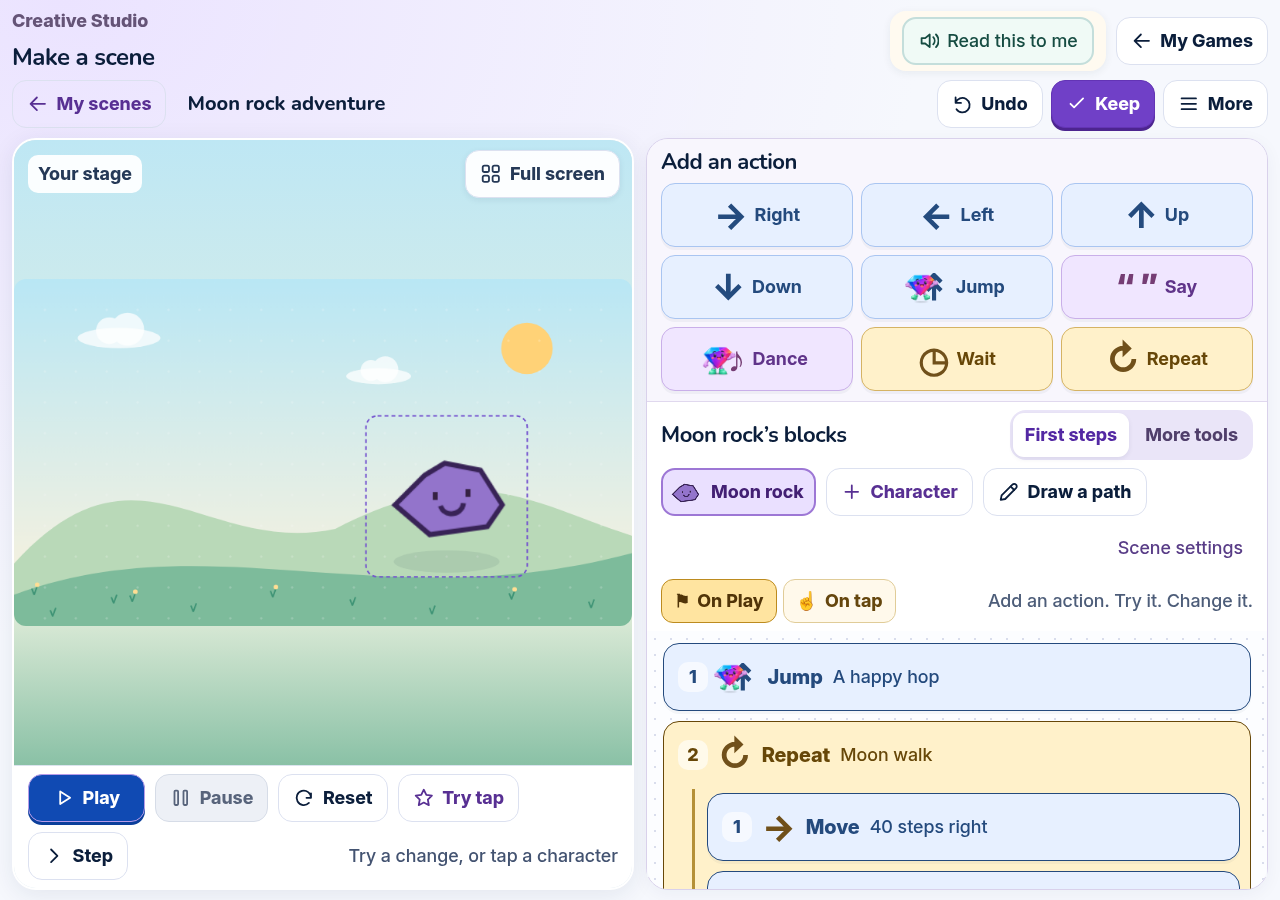 Creative Studio
Make a scene
Read this to me
My Games
My scenes
Moon rock adventure
Undo
Keep
More
Your stage
Full screen
Play
Pause
Reset
Try tap
Step
Try a change, or tap a character
Add an action
Right
Left
Up
Down
Jump
Say
Dance
Wait
Repeat
Moon rock’s blocks
First steps
More tools
Moon rock
Character
Draw a path
Scene settings
On Play
On tap
Add an action. Try it. Change it.
1 Jump A happy hop
2 Repeat Moon walk
1 Move 40 steps right